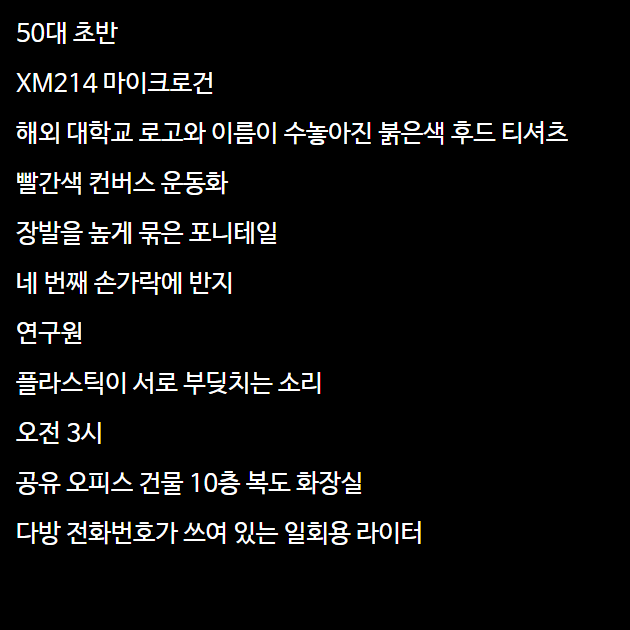 50대 초반
XM214 마이크로건
해외 대학교 로고와 이름이 수놓아진 붉은색 후드 티셔츠
빨간색 컨버스 운동화
장발을 높게 묶은 포니테일
네 번째 손가락에 반지
연구원
플라스틱이 서로 부딪치는 소리
오전 3시
공유 오피스 건물 10층 복도 화장실
다방 전화번호가 쓰여 있는 일회용 라이터